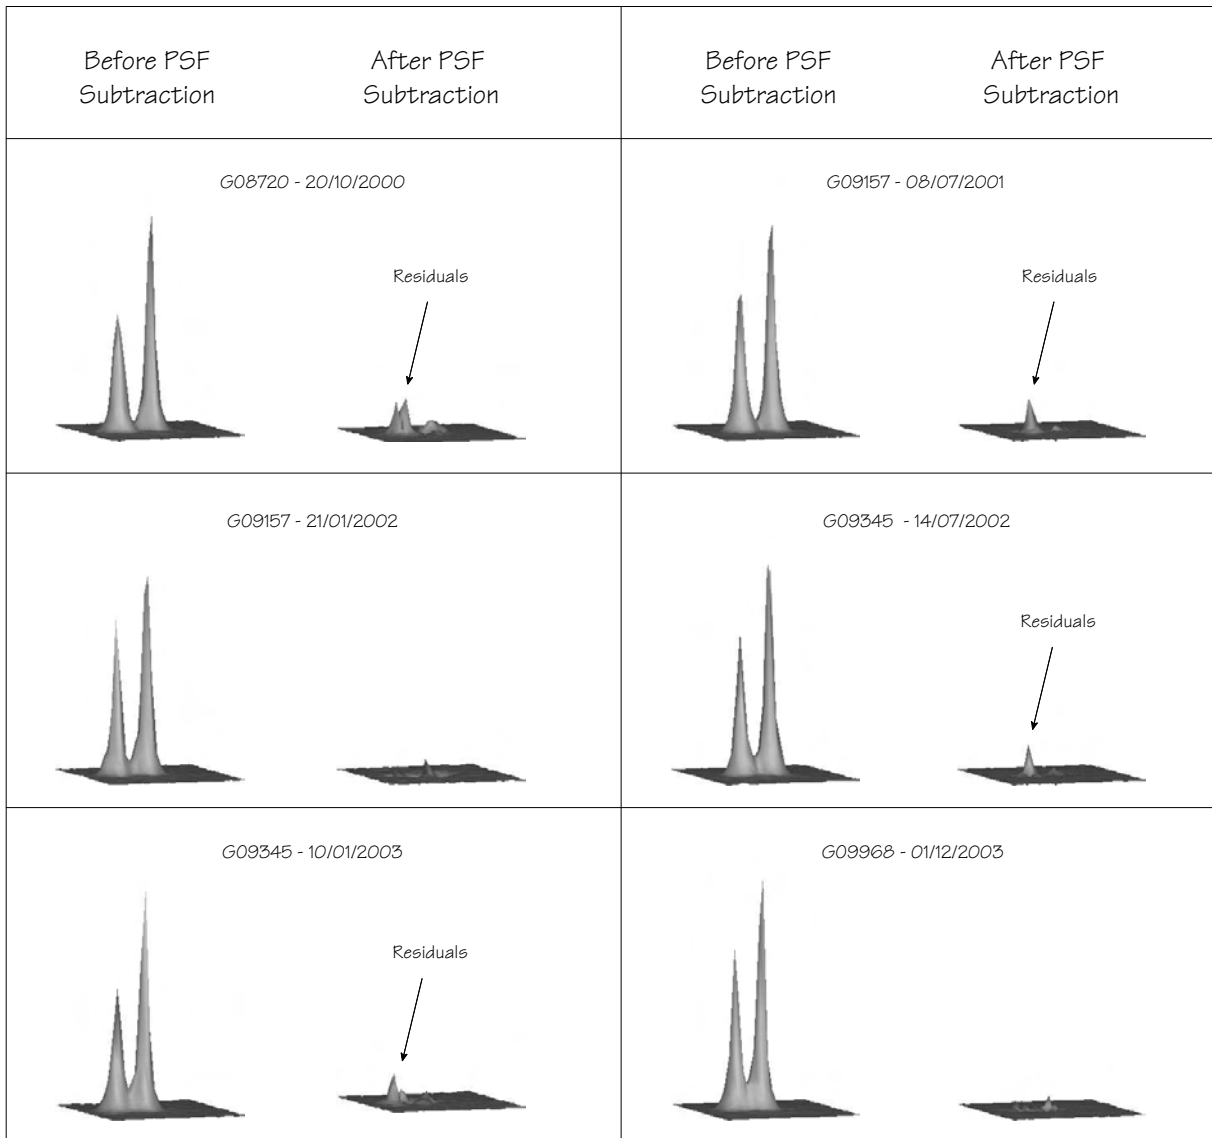 Before PSF
Subtraction
After PSF
Subtraction
Before PSF
Subtraction
After PSF
Subtraction
G08720 - 20/10/2000
Residuals
G09157 - 08/07/2001
Residuals
G09157 - 21/01/2002
G09345 - 14/07/2002
Residuals
G09345 - 10/01/2003
Residuals
G09968 - 01/12/2003